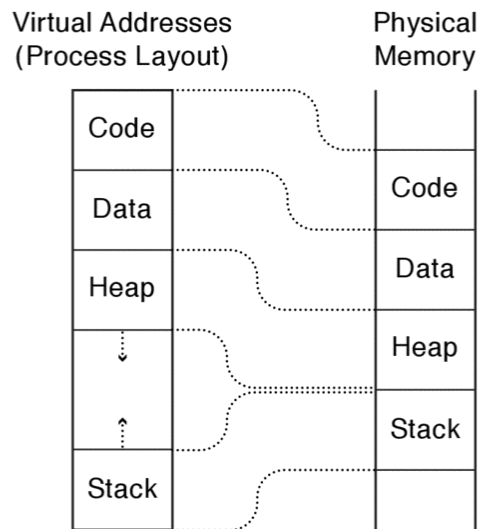 Virtual Addresses
(Process Layout)
Physical
Memory
Code
Data
Heap
Stack
Code
Data
Heap
Stack